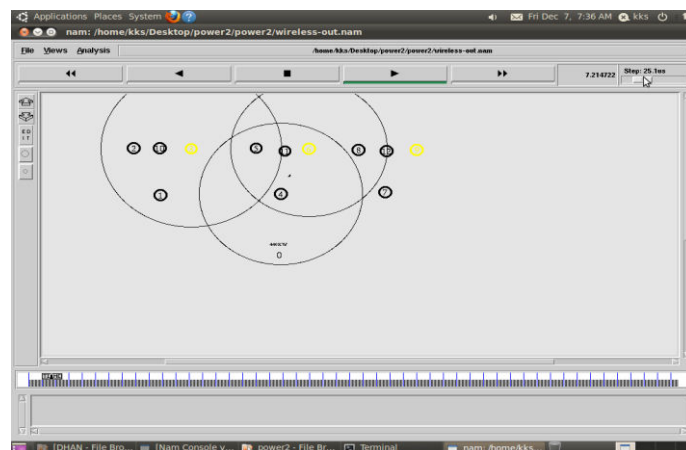 Applications Places System
Fri Dec 7, 7:36 AM kks
nam: /home/kks/Desktop/power2/power2/wireless-out.nam
File Views Analysis /home/kks/Desktop/power2/power2/wireless-out.nam
7.214722 Step: 25.1ms
2 10 5 11 8 12
1 4 7
0
[DHAN - File Bro... [Nam Console v... power2 - File Br... Terminal nam: /home/kks...